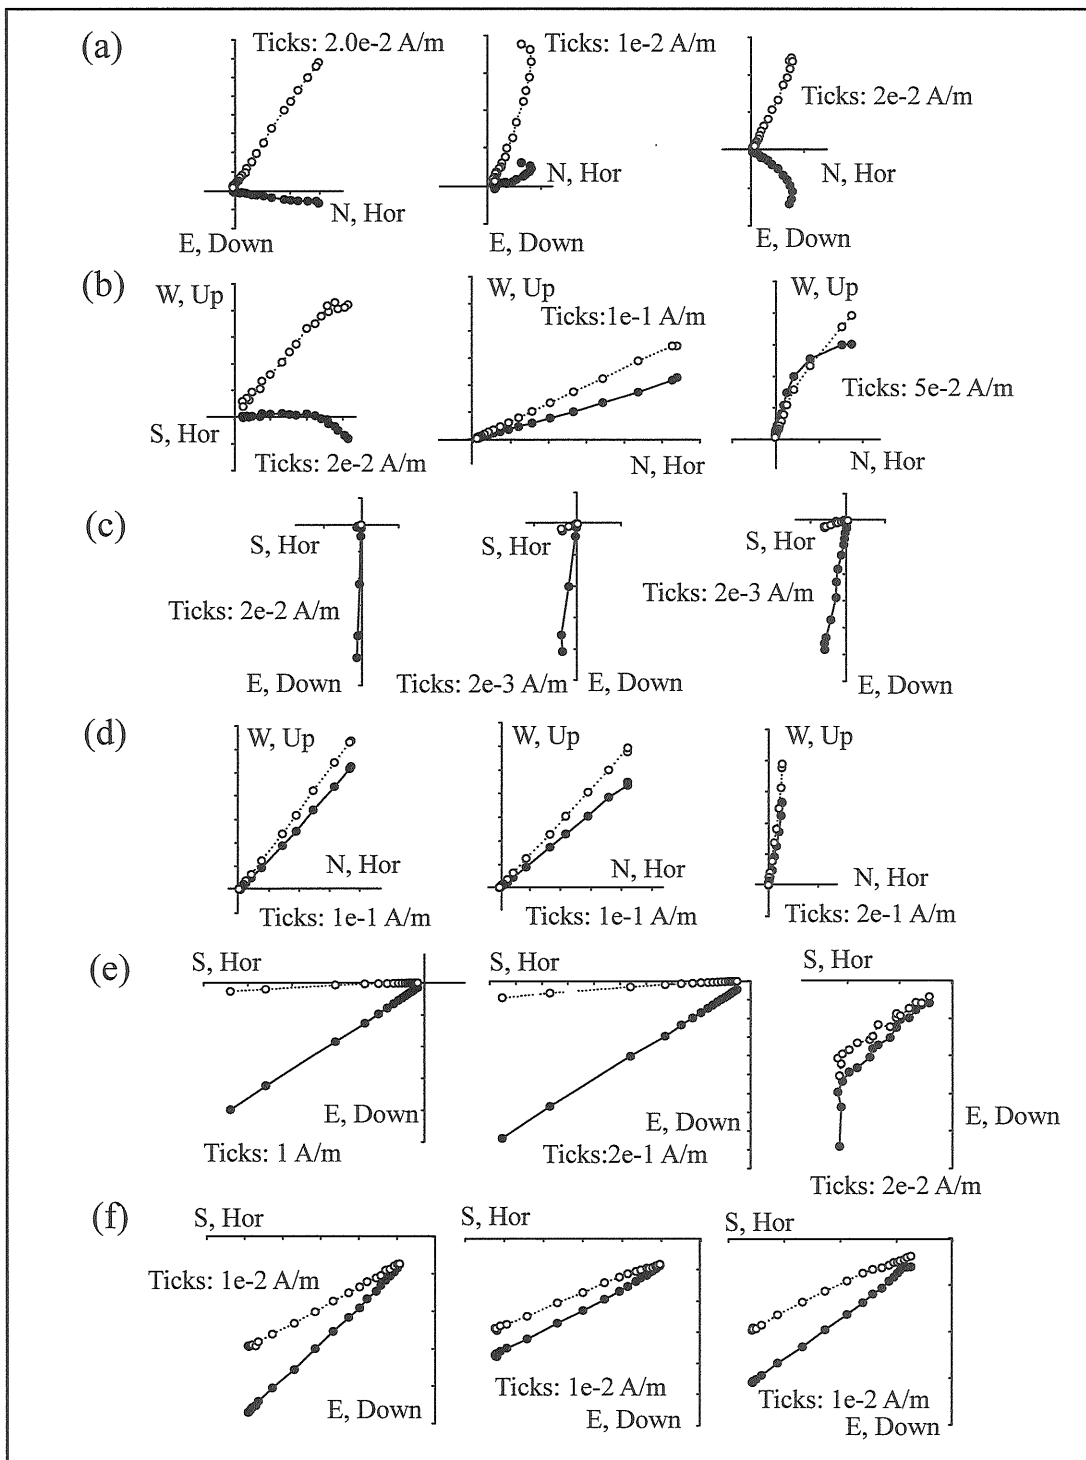 (a)
Ticks: 2.0e-2 A/m
N, Hor
E, Down
Ticks: 1e-2 A/m
N, Hor
Ticks: 2e-2 A/m
N, Hor
E, Down
(b)
W, Up
S, Hor
Ticks: 2e-2 A/m
W, Up
Ticks:1e-1 A/m
N, Hor
W, Up
Ticks: 5e-2 A/m
N, Hor
(c)
S, Hor
Ticks: 2e-2 A/m
E, Down
S, Hor
Ticks: 2e-3 A/m
E, Down
S, Hor
Ticks: 2e-3 A/m
E, Down
(d)
W, Up
N, Hor
Ticks: 1e-1 A/m
W, Up
N, Hor
Ticks: 1e-1 A/m
W, Up
N, Hor
Ticks: 2e-1 A/m
(e)
S, Hor
E, Down
Ticks: 1 A/m
S, Hor
E, Down
Ticks:2e-1 A/m
S, Hor
E, Down
Ticks: 2e-2 A/m
(f)
S, Hor
Ticks: 1e-2 A/m
E, Down
S, Hor
Ticks: 1e-2 A/m
E, Down
S, Hor
Ticks: 1e-2 A/m
E, Down